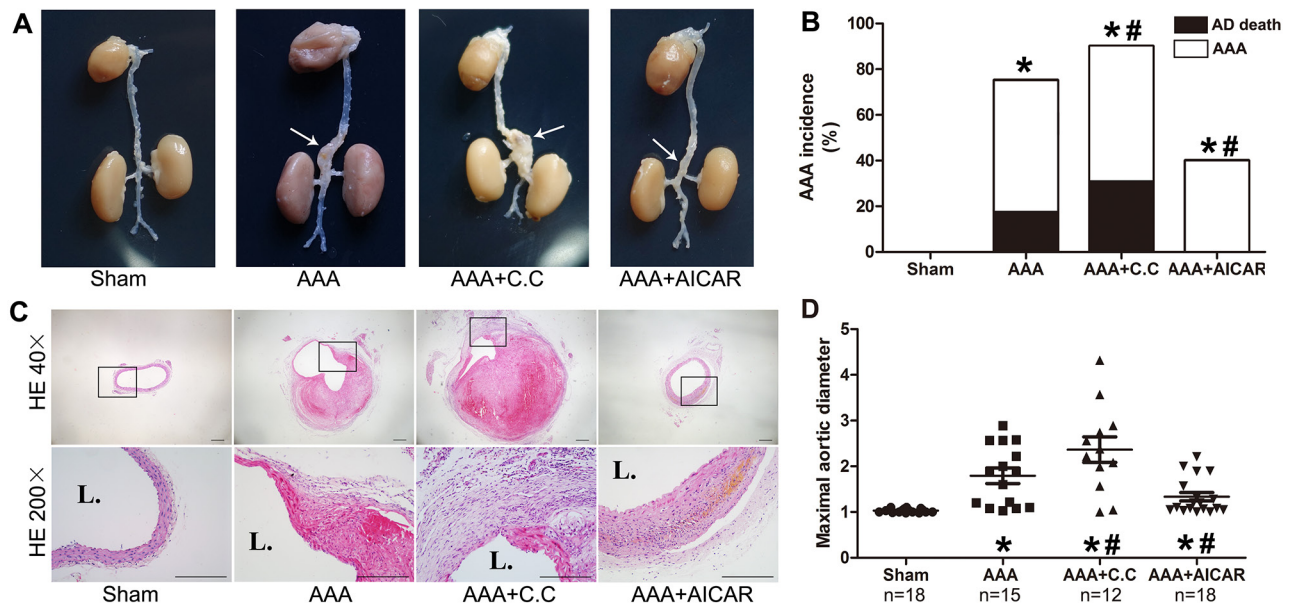 A
Sham
AAA
AAA+C.C
AAA+AICAR
B
AD death
AAA
AAA incidence
(%)
100
80
60
40
20
0
*
* #
* #
Sham
AAA
AAA+C.C
AAA+AICAR
C
HE 40×
HE 200×
L.
L.
L.
L.
Sham
AAA
AAA+C.C
AAA+AICAR
D
Maximal aortic diameter
5
4
3
2
1
0
*
* #
* #
Sham
AAA
AAA+C.C
AAA+AICAR
n=18
n=15
n=12
n=18